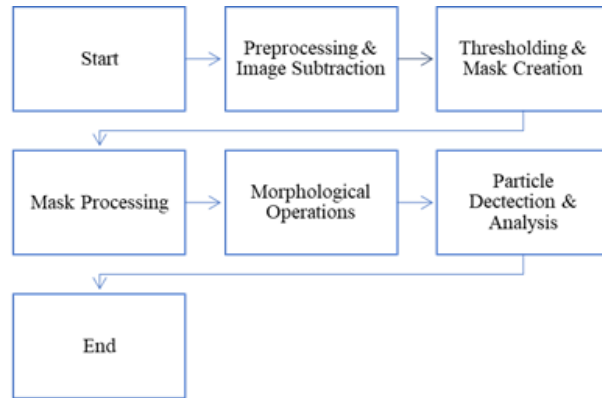 Start
Preprocessing &
Image Subtraction
Thresholding &
Mask Creation
Mask Processing
Morphological
Operations
Particle
Dectection &
Analysis
End